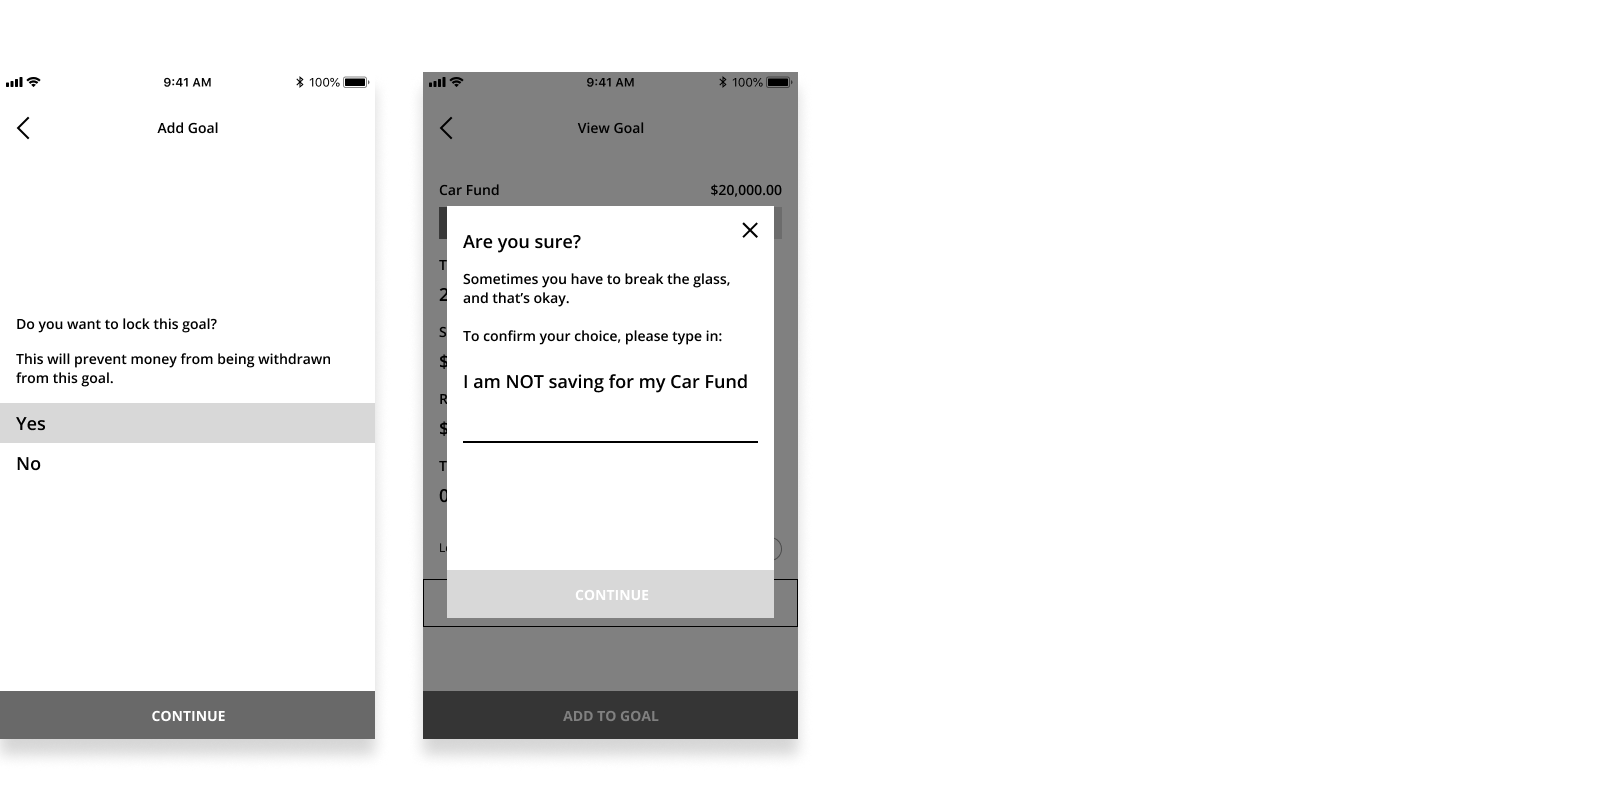 9:41 AM
100%
Add Goal
Do you want to lock this goal?
This will prevent money from being withdrawn
from this goal.
Yes
No
CONTINUE
9:41 AM
100%
View Goal
Car Fund
$20,000.00
Are you sure?
Sometimes you have to break the glass,
and that’s okay.
To confirm your choice, please type in:
I am NOT saving for my Car Fund
CONTINUE
ADD TO GOAL